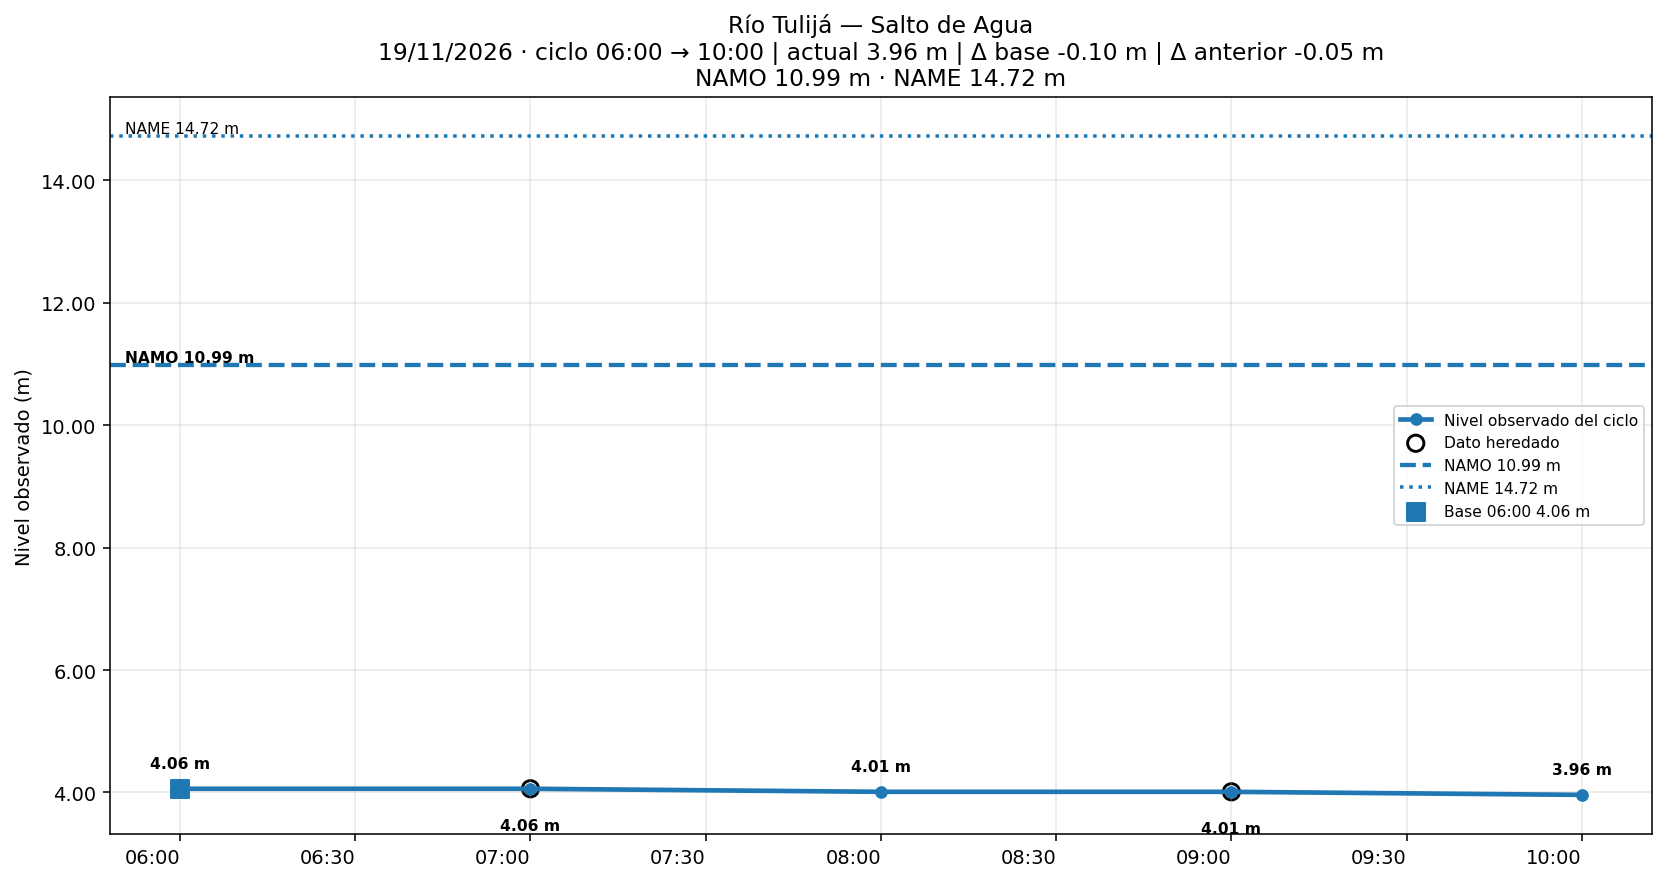 Río Tulijá — Salto de Agua
19/11/2026 · ciclo 06:00 → 10:00 | actual 3.96 m | Δ base -0.10 m | Δ anterior -0.05 m
NAMO 10.99 m · NAME 14.72 m
NAME 14.72 m
14.00
12.00
NAMO 10.99 m
10.00
8.00
6.00
4.00
Nivel observado (m)
Nivel observado del ciclo
Dato heredado
NAMO 10.99 m
NAME 14.72 m
Base 06:00 4.06 m
4.06 m
4.06 m
4.01 m
4.01 m
3.96 m
06:00
06:30
07:00
07:30
08:00
08:30
09:00
09:30
10:00